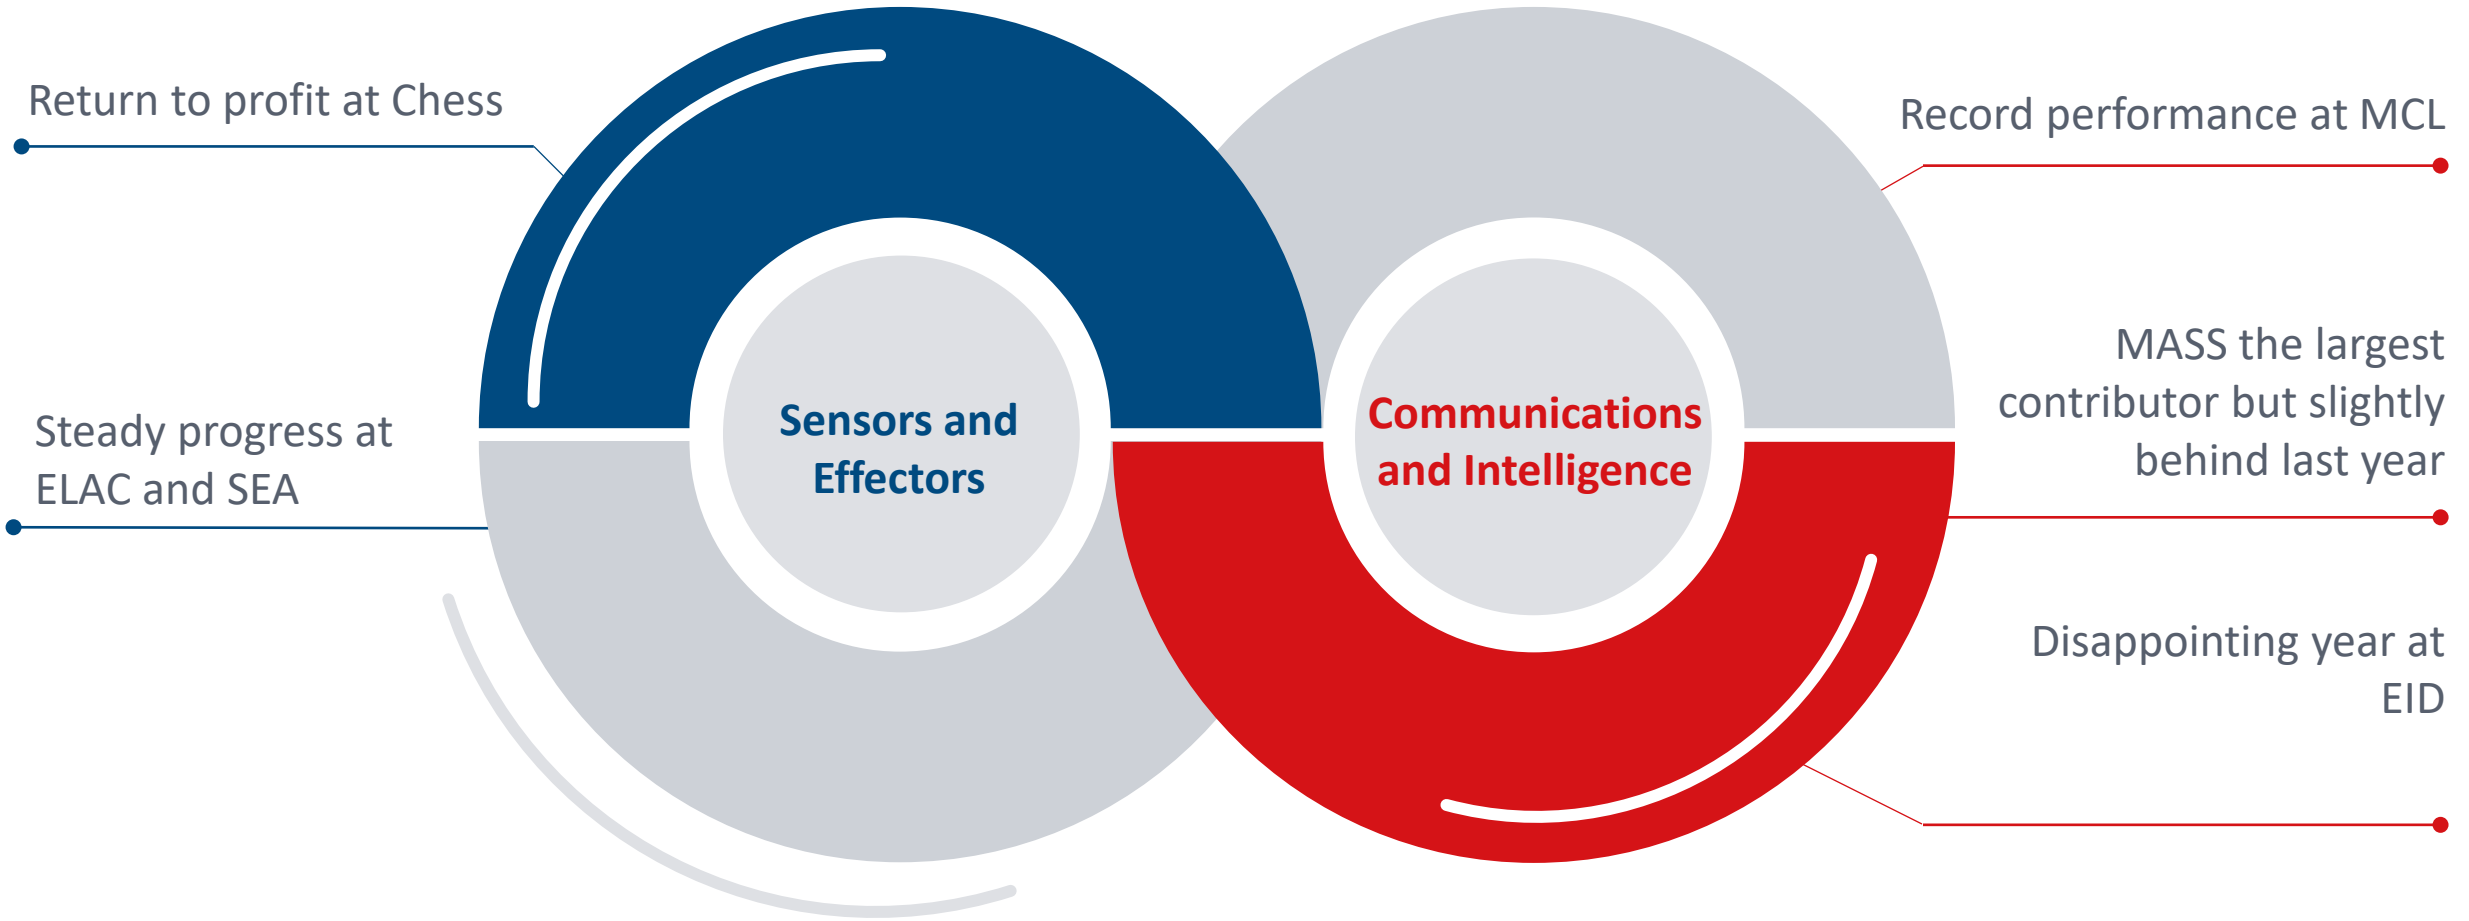 Return to profit at Chess
Steady progress at
ELAC and SEA
Sensors and
Effectors
Communications
and Intelligence
Record performance at MCL
MASS the largest
contributor but slightly
behind last year
Disappointing year at
EID